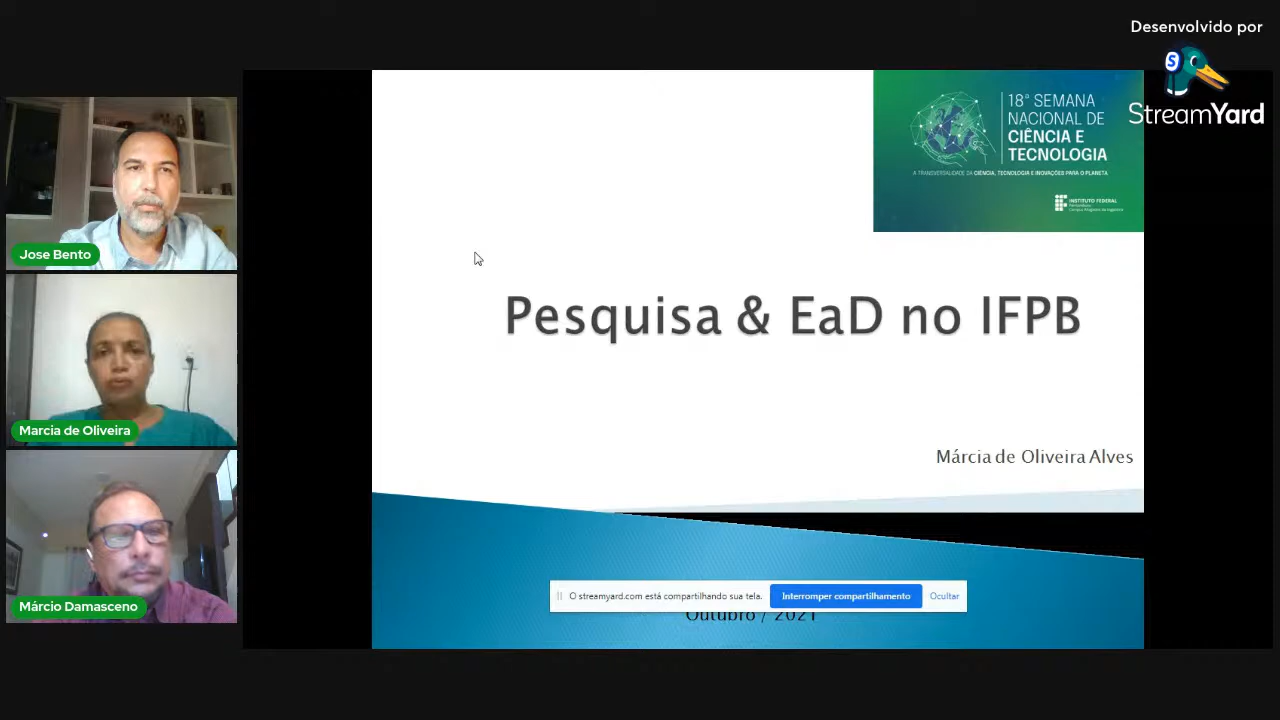 Desenvolvido por
StreamYard
Jose Bento
Marcia de Oliveira
Márcio Damasceno
18ª SEMANA
NACIONAL DE
CIÊNCIA E
TECNOLOGIA
A TRANSVERSALIDADE DA CIÊNCIA, TECNOLOGIA E INOVAÇÕES PARA O PLANETA
INSTITUTO FEDERAL
Pesquisa & EaD no IFPB
Márcia de Oliveira Alves
O streamyard.com está compartilhando sua tela.
Interromper compartilhamento
Ocultar
Outubro / 2021